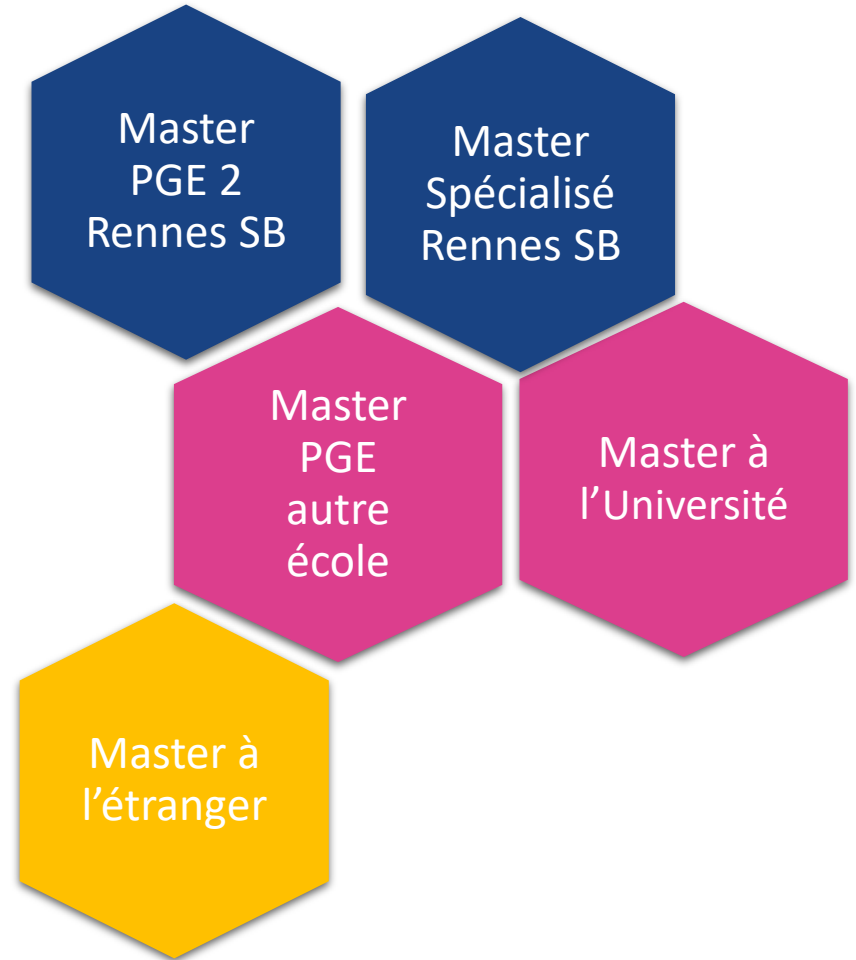 Master
PGE 2
Rennes SB
Master
Spécialisé
Rennes SB
Master
PGE
autre
école
Master à
l’Université
Master à
l’étranger